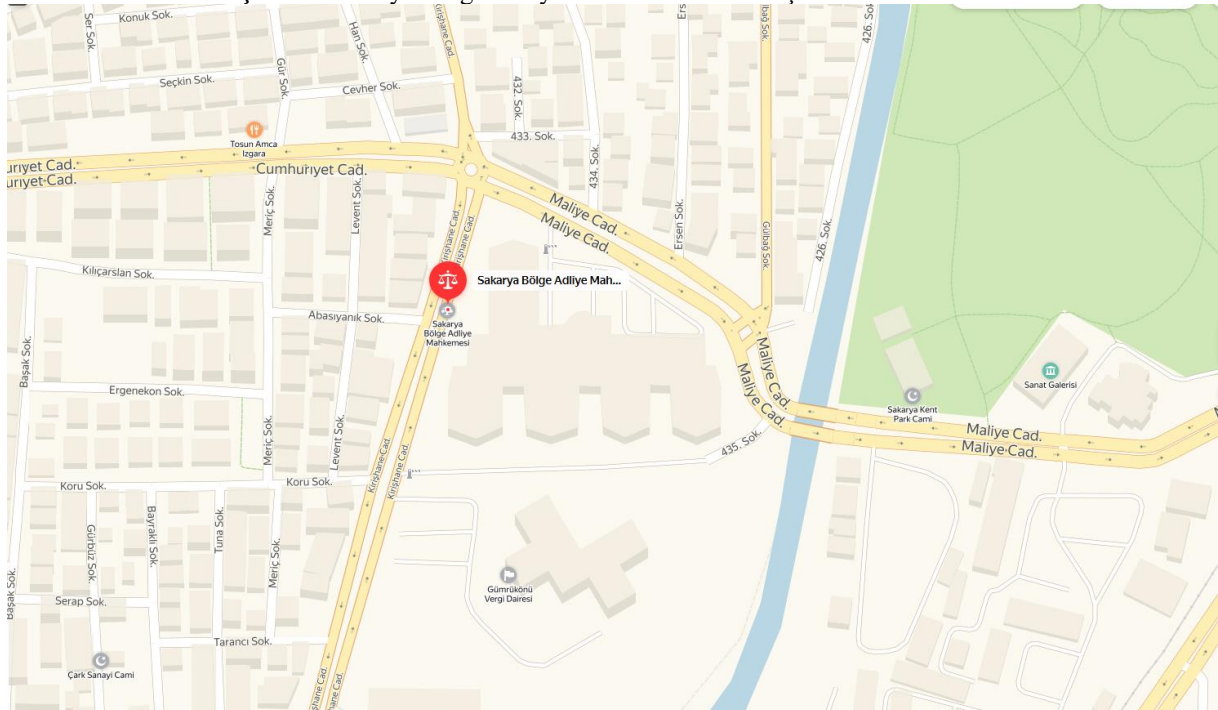 Konuk Sok.
Ser Sok.
Han Sok.
Kirişhane Cad.
Ers
Gülbağ Sok.
426. Sok.
Seçkin Sok.
Gür Sok.
Cevher Sok.
432. Sok.
433. Sok.
434. Sok.
Tosun Amca
Izgara
urıyet Cad.
urıyet Cad.
Cumhurıyet Cad.
Meriç Sok.
Levent Sok.
Kirişhane Cad.
Kirişhane Cad.
Maliye Cad.
Maliye Cad.
Ersen Sok.
Gülbağ Sok.
426. Sok.
Kılıçarslan Sok.
Sakarya Bölge Adliye Mah...
Abasıyanık Sok.
Sakarya
Bölge Adliye
Mahkemesi
Başak Sok.
Ergenekon Sok.
Maliye Cad.
Maliye Cad.
Sanat Galerisi
Sakarya Kent
Park Cami
Maliye Cad.
Maliye Cad.
435. Sok.
Meriç Sok.
Levent Sok.
Kirişhane Cad.
Kirişhane Cad.
Koru Sok.
Koru Sok.
Gürbüz Sok.
Bayraklı Sok.
Tuna Sok.
Meriç Sok.
Başak Sok.
Serap Sok.
Gümrükönü
Vergi Dairesi
Tarancı Sok.
Çark Sanayi Cami
Kirişhane Cad.
shane Cad.